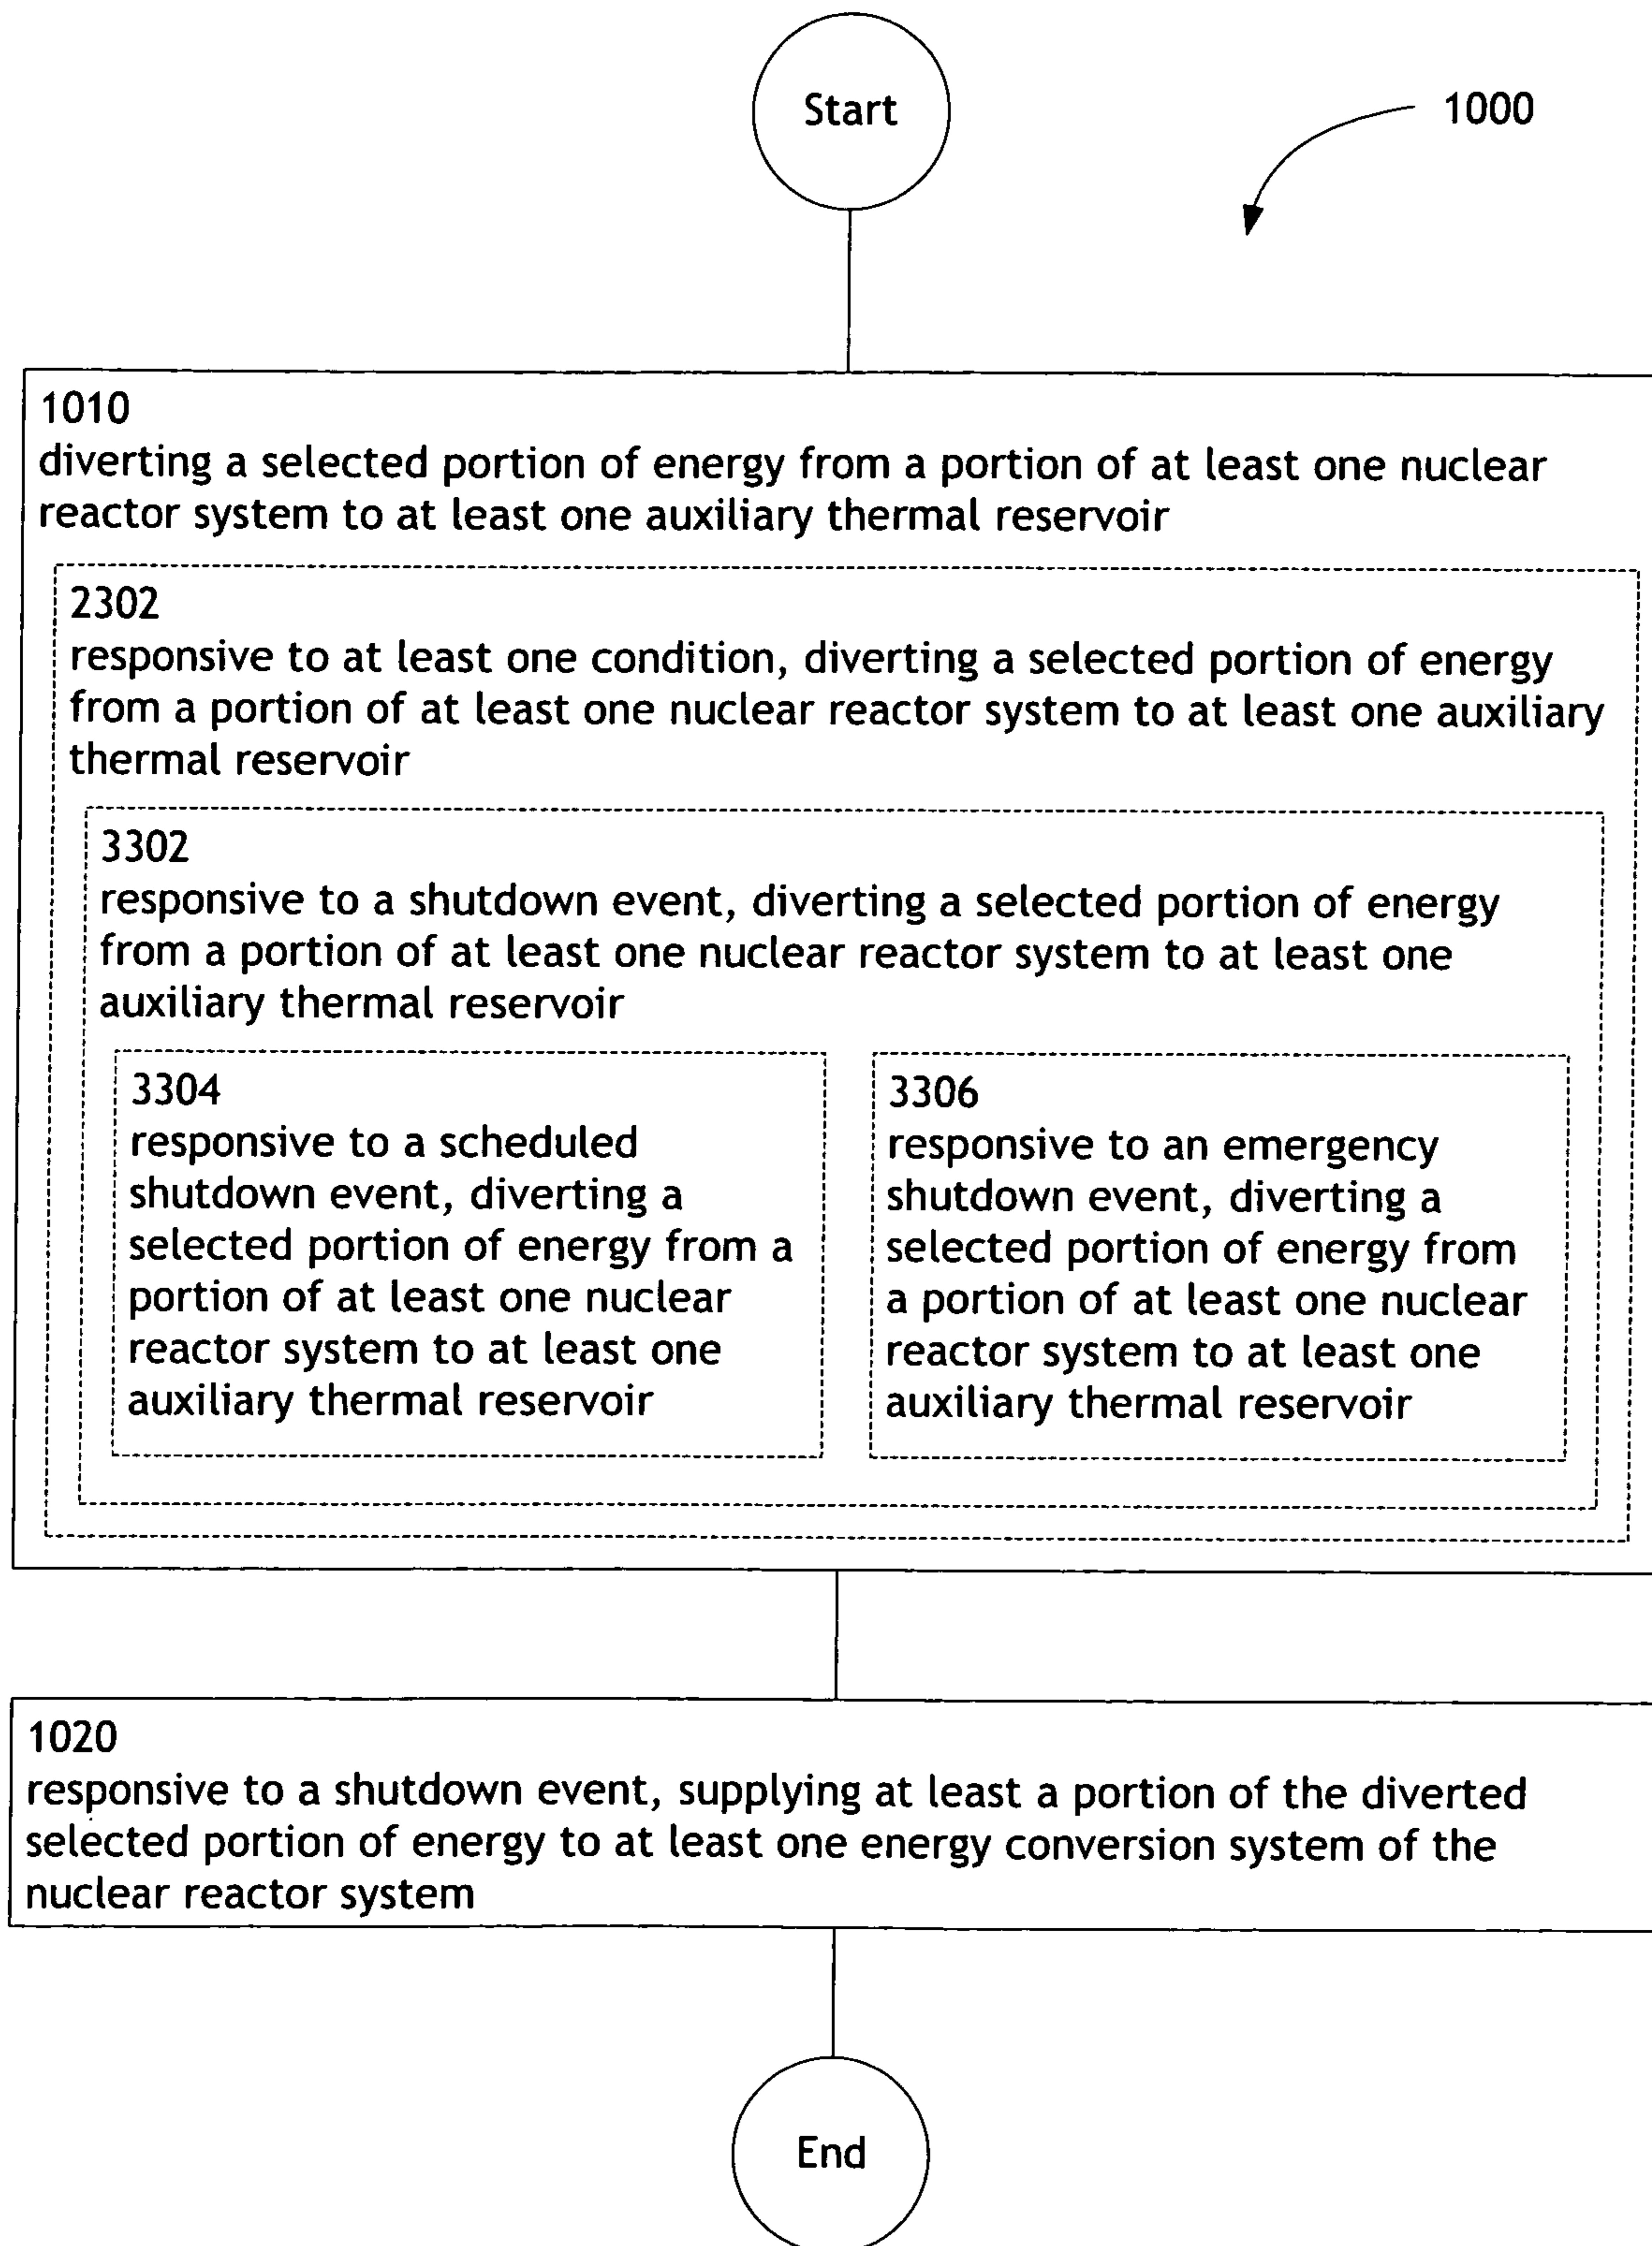 Start
1000
1010
diverting a selected portion of energy from a portion of at least one nuclear
reactor system to at least one auxiliary thermal reservoir
2302
responsive to at least one condition, diverting a selected portion of energy
from a portion of at least one nuclear reactor system to at least one auxiliary
thermal reservoir
3302
responsive to a shutdown event, diverting a selected portion of energy
from a portion of at least one nuclear reactor system to at least one
auxiliary thermal reservoir
3304
responsive to a scheduled
shutdown event, diverting a
selected portion of energy from a
portion of at least one nuclear
reactor system to at least one
auxiliary thermal reservoir
3306
responsive to an emergency
shutdown event, diverting a
selected portion of energy from
a portion of at least one nuclear
reactor system to at least one
auxiliary thermal reservoir
1020
responsive to a shutdown event, supplying at least a portion of the diverted
selected portion of energy to at least one energy conversion system of the
nuclear reactor system
End